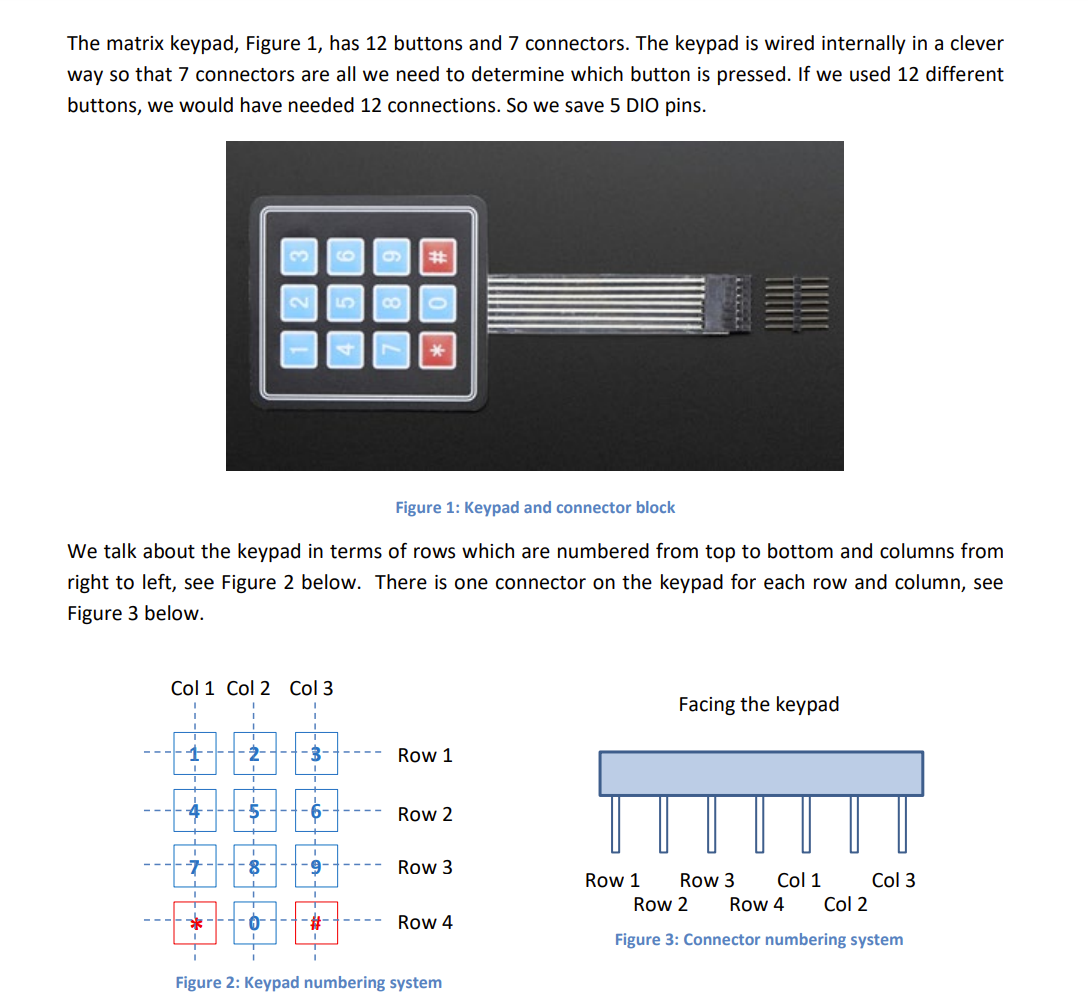 The matrix keypad, Figure 1, has 12 buttons and 7 connectors. The keypad is wired internally in a clever
way so that 7 connectors are all we need to determine which button is pressed. If we used 12 different
buttons, we would have needed 12 connections. So we save 5 DIO pins.
3 6 9 #
2 5 8 0
1 4 7 *
Figure 1: Keypad and connector block
We talk about the keypad in terms of rows which are numbered from top to bottom and columns from
right to left, see Figure 2 below. There is one connector on the keypad for each row and column, see
Figure 3 below.
Col 1 Col 2 Col 3
1 2 3 Row 1
4 5 6 Row 2
7 8 9 Row 3
* 0 # Row 4
Figure 2: Keypad numbering system
Facing the keypad
Row 1 Row 3 Col 1 Col 3
Row 2 Row 4 Col 2
Figure 3: Connector numbering system